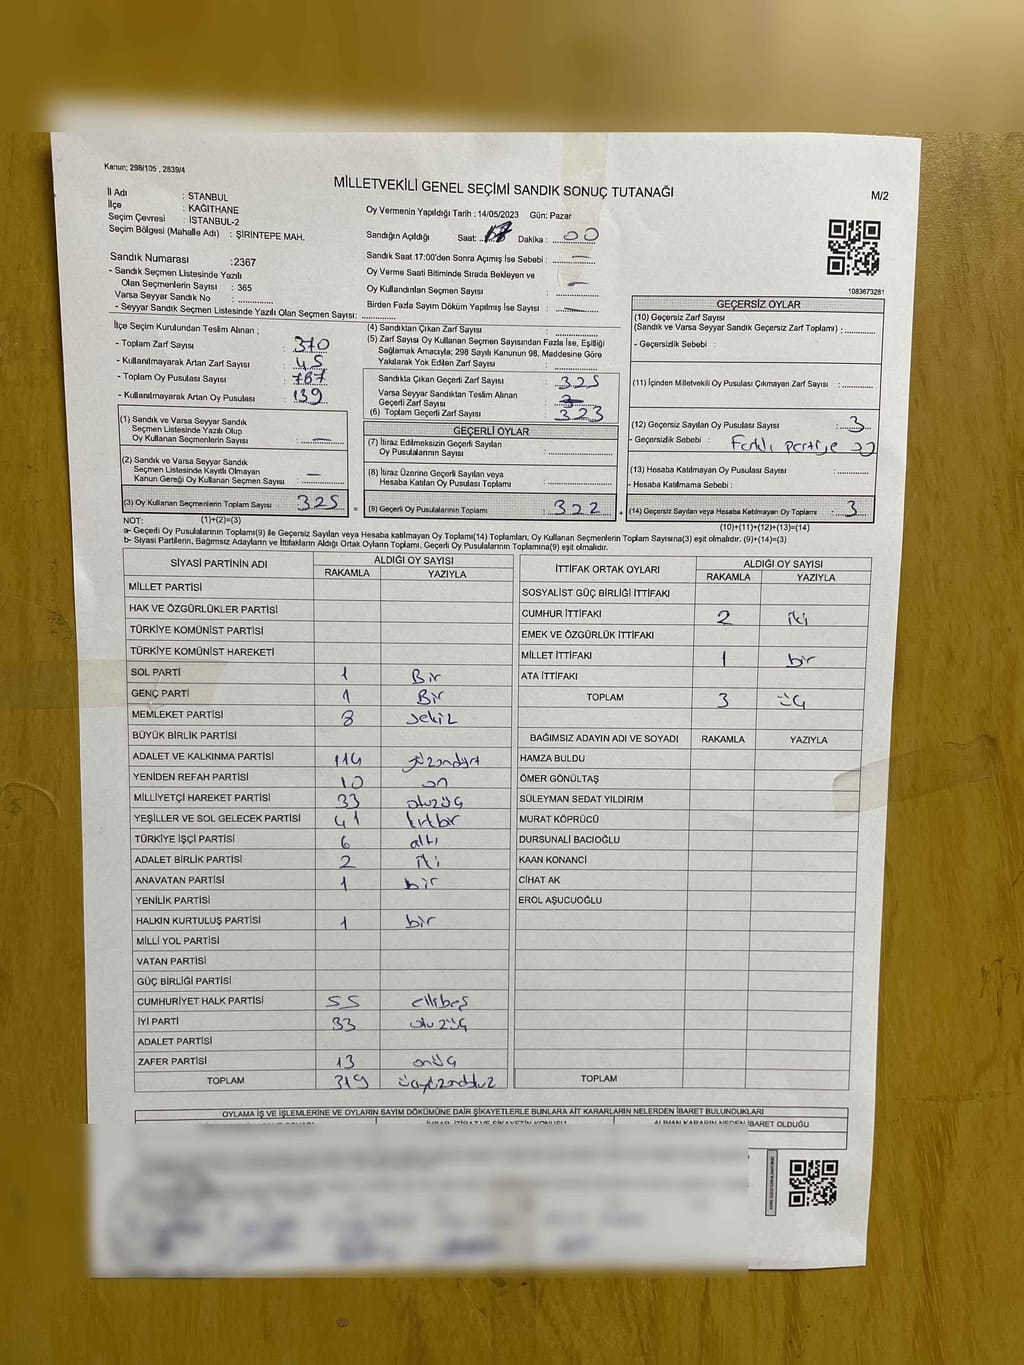 Kanun: 298/105 , 2839/4
MİLLETVEKİLİ GENEL SEÇİMİ SANDIK SONUÇ TUTANAĞI
M/2
İl Adı : STANBUL
İlçe : KAĞITHANE
Seçim Çevresi : İSTANBUL-2
Seçim Bölgesi (Mahalle Adı) : ŞİRİNTEPE MAH.
Oy Vermenin Yapıldığı Tarih : 14/05/2023 Gün: Pazar
Sandığın Açıldığı Saat: Dakika : 00
Sandık Saat 17:00'den Sonra Açımış İse Sebebi : —
Oy Verme Saati Bitiminde Sırada Bekleyen ve
Oy Kullandırılan Seçmen Sayısı : —
Birden Fazla Sayım Döküm Yapılmış İse Sayısı : —
1083673281
Sandık Numarası :2367
- Sandık Seçmen Listesinde Yazılı
Olan Seçmenlerin Sayısı : 365
Varsa Seyyar Sandık No :
- Seyyar Sandık Seçmen Listesinde Yazılı Olan Seçmen Sayısı:
İlçe Seçim Kurulundan Teslim Alınan ;
- Toplam Zarf Sayısı : 370
- Kullanılmayarak Artan Zarf Sayısı : 45
- Toplam Oy Pusulası Sayısı : 787
- Kullanılmayarak Artan Oy Pusulası : 139
(1) Sandık ve Varsa Seyyar Sandık
Seçmen Listesinde Yazılı Olup
Oy Kullanan Seçmenlerin Sayısı : —
(2) Sandık ve Varsa Seyyar Sandık
Seçmen Listesinde Kayıtlı Olmayan
Kanun Gereği Oy Kullanan Seçmen Sayısı : —
(3) Oy Kullanan Seçmenlerin Toplam Sayısı : 325
(4) Sandıktan Çıkan Zarf Sayısı :
(5) Zarf Sayısı Oy Kullanan Seçmen Sayısından Fazla İse, Eşitliği
Sağlamak Amacıyla; 298 Sayılı Kanunun 98. Maddesine Göre
Yakılarak Yok Edilen Zarf Sayısı :
Sandıkta Çıkan Geçerli Zarf Sayısı : 325
Varsa Seyyar Sandıktan Teslim Alınan
Geçerli Zarf Sayısı :
(6) Toplam Geçerli Zarf Sayısı : 323
GEÇERLİ OYLAR
(7) İtiraz Edilmeksizin Geçerli Sayılan
Oy Pusulalarının Sayısı :
(8) İtiraz Üzerine Geçerli Sayılan veya
Hesaba Katılan Oy Pusulası Toplamı :
= (9) Geçerli Oy Pusulalarının Toplamı : 322 +
GEÇERSİZ OYLAR
(10) Geçersiz Zarf Sayısı
(Sandık ve Varsa Seyyar Sandık Geçersiz Zarf Toplamı) :
- Geçersizlik Sebebi :
(11) İçinden Milletvekili Oy Pusulası Çıkmayan Zarf Sayısı :
(12) Geçersiz Sayılan Oy Pusulası Sayısı : 3
- Geçersizlik Sebebi : Farklı partiye oy
(13) Hesaba Katılmayan Oy Pusulası Sayısı :
- Hesaba Katılmama Sebebi :
(14) Geçersiz Sayılan veya Hesaba Katılmayan Oy Toplamı : 3
NOT: (1)+(2)=(3)
(10)+(11)+(12)+(13)=(14)
a- Geçerli Oy Pusulalarının Toplamı(9) ile Geçersiz Sayılan veya Hesaba katılmayan Oy Toplamı(14) Toplamları, Oy Kullanan Seçmenlerin Toplam Sayısına(3) eşit olmalıdır. (9)+(14)=(3)
b- Siyasi Partilerin, Bağımsız Adayların ve İttifakların Aldığı Ortak Oyların Toplamı, Geçerli Oy Pusulalarının Toplamına(9) eşit olmalıdır.
SİYASİ PARTİNİN ADI ALDIĞI OY SAYISI
RAKAMLA YAZIYLA
MİLLET PARTİSİ
HAK VE ÖZGÜRLÜKLER PARTİSİ
TÜRKİYE KOMÜNİST PARTİSİ
TÜRKİYE KOMÜNİST HAREKETİ
SOL PARTİ 1 Bir
GENÇ PARTİ 1 Bir
MEMLEKET PARTİSİ 8 sekiz
BÜYÜK BİRLİK PARTİSİ
ADALET VE KALKINMA PARTİSİ 114 yüzondört
YENİDEN REFAH PARTİSİ 10 on
MİLLİYETÇİ HAREKET PARTİSİ 33 otuzüç
YEŞİLLER VE SOL GELECEK PARTİSİ 41 kırkbir
TÜRKİYE İŞÇİ PARTİSİ 6 altı
ADALET BİRLİK PARTİSİ 2 iki
ANAVATAN PARTİSİ 1 bir
YENİLİK PARTİSİ
HALKIN KURTULUŞ PARTİSİ 1 bir
MİLLİ YOL PARTİSİ
VATAN PARTİSİ
GÜÇ BİRLİĞİ PARTİSİ
CUMHURİYET HALK PARTİSİ 55 ellibeş
İYİ PARTİ 33 otuzüç
ADALET PARTİSİ
ZAFER PARTİSİ 13 onüç
TOPLAM 319
İTTİFAK ORTAK OYLARI ALDIĞI OY SAYISI
RAKAMLA YAZIYLA
SOSYALİST GÜÇ BİRLİĞİ İTTİFAKI
CUMHUR İTTİFAKI 2 iki
EMEK VE ÖZGÜRLÜK İTTİFAKI
MİLLET İTTİFAKI 1 bir
ATA İTTİFAKI
TOPLAM 3 üç
BAĞIMSIZ ADAYIN ADI VE SOYADI RAKAMLA YAZIYLA
HAMZA BULDU
ÖMER GÖNÜLTAŞ
SÜLEYMAN SEDAT YILDIRIM
MURAT KÖPRÜCÜ
DURSUNALİ BACIOĞLU
KAAN KONANCİ
CİHAT AK
EROL AŞUCUOĞLU
TOPLAM
OYLAMA İŞ VE İŞLEMLERİNE VE OYLARIN SAYIM DÖKÜMÜNE DAİR ŞİKAYETLERLE BUNLARA AİT KARARLARIN NELERDEN İBARET BULUNDUKLARI
ALINAN KARARIN NEDEN İBARET OLDUĞU